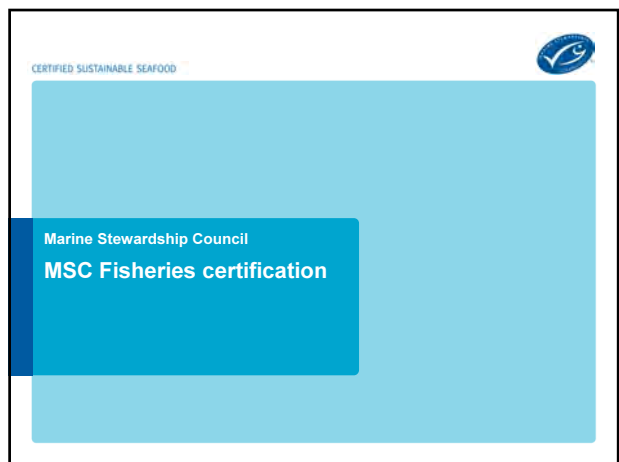 CERTIFIED SUSTAINABLE SEAFOOD
Marine Stewardship Council
MSC Fisheries certification